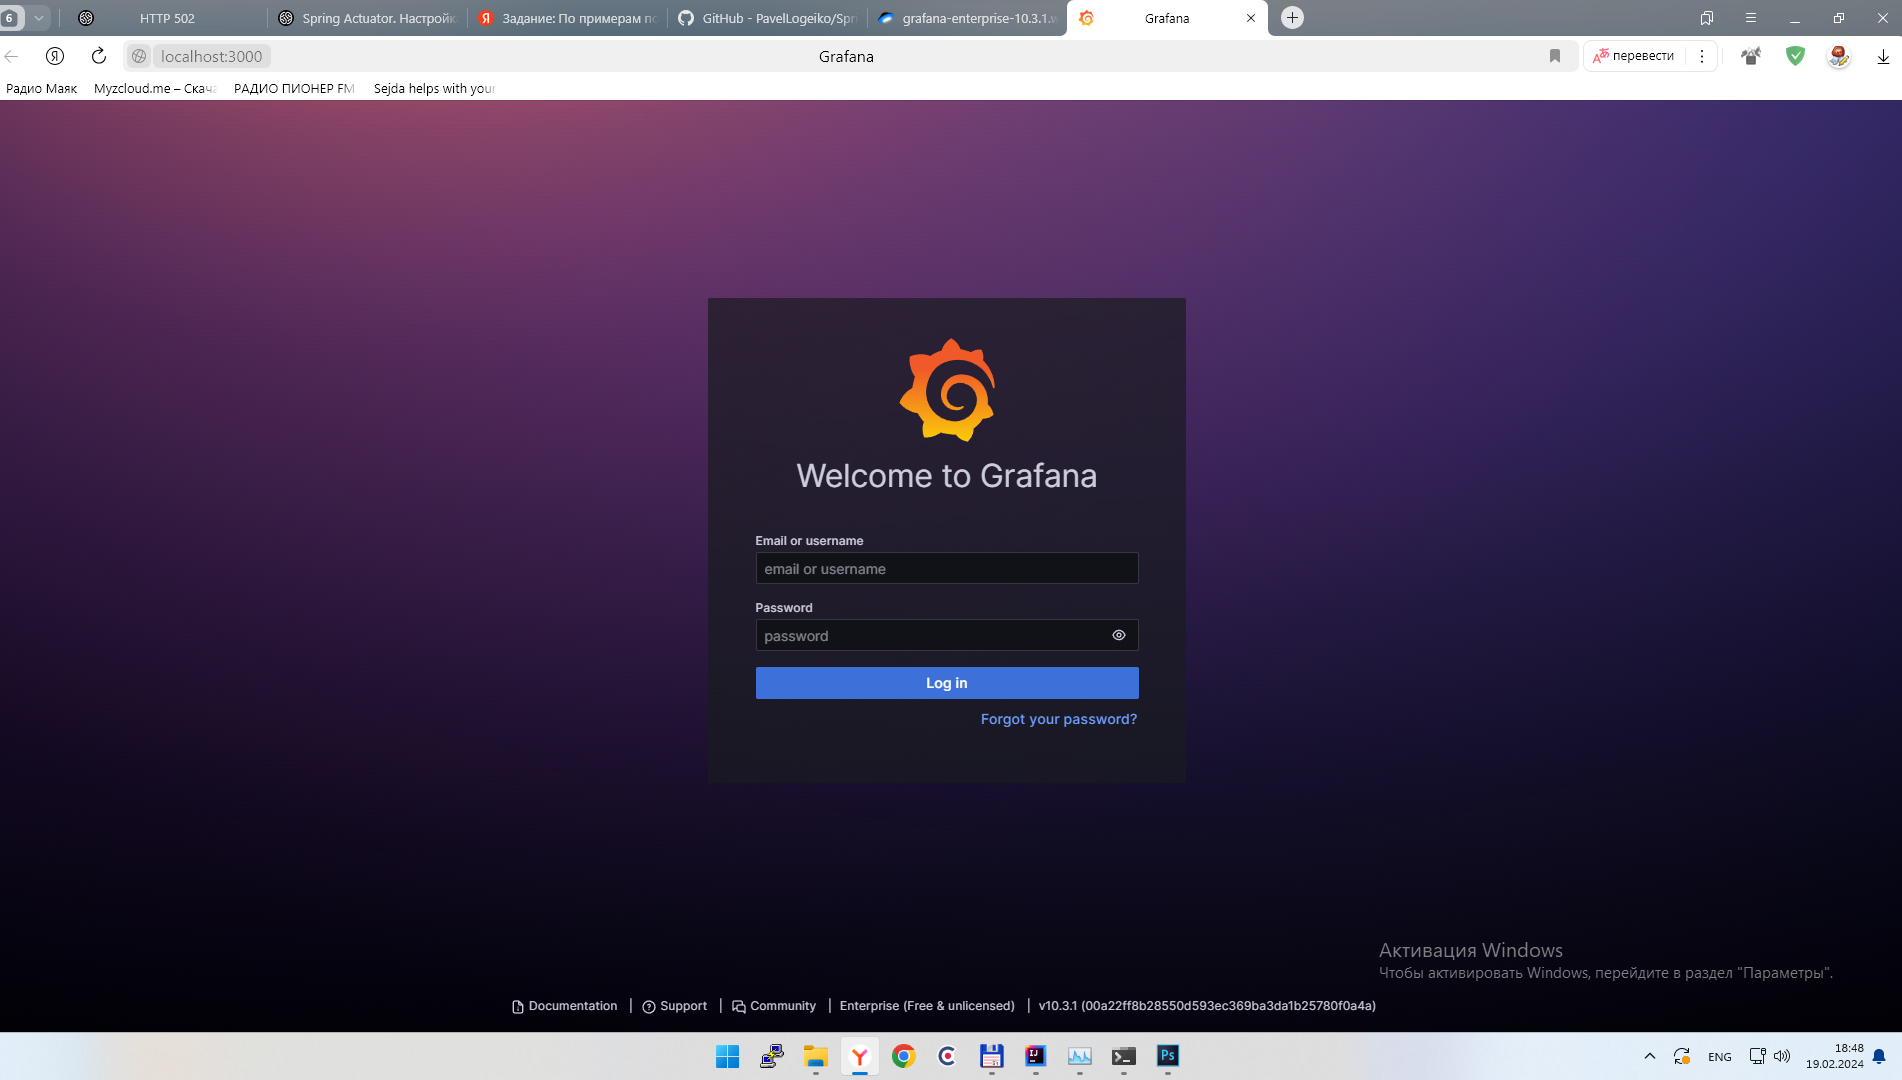 6
HTTP 502
Spring Actuator. Настройк
Задание: По примерам по
GitHub - PavelLogeiko/Spri
grafana-enterprise-10.3.1.w
Grafana
localhost:3000
Grafana
перевести
Радио Маяк
Myzcloud.me – Скача
РАДИО ПИОНЕР FM
Sejda helps with your
Welcome to Grafana
Email or username
email or username
Password
password
Log in
Forgot your password?
Активация Windows
Чтобы активировать Windows, перейдите в раздел "Параметры".
Documentation | Support | Community | Enterprise (Free & unlicensed) | v10.3.1 (00a22ff8b28550d593ec369ba3da1b25780f0a4a)
ENG
18:48
19.02.2024